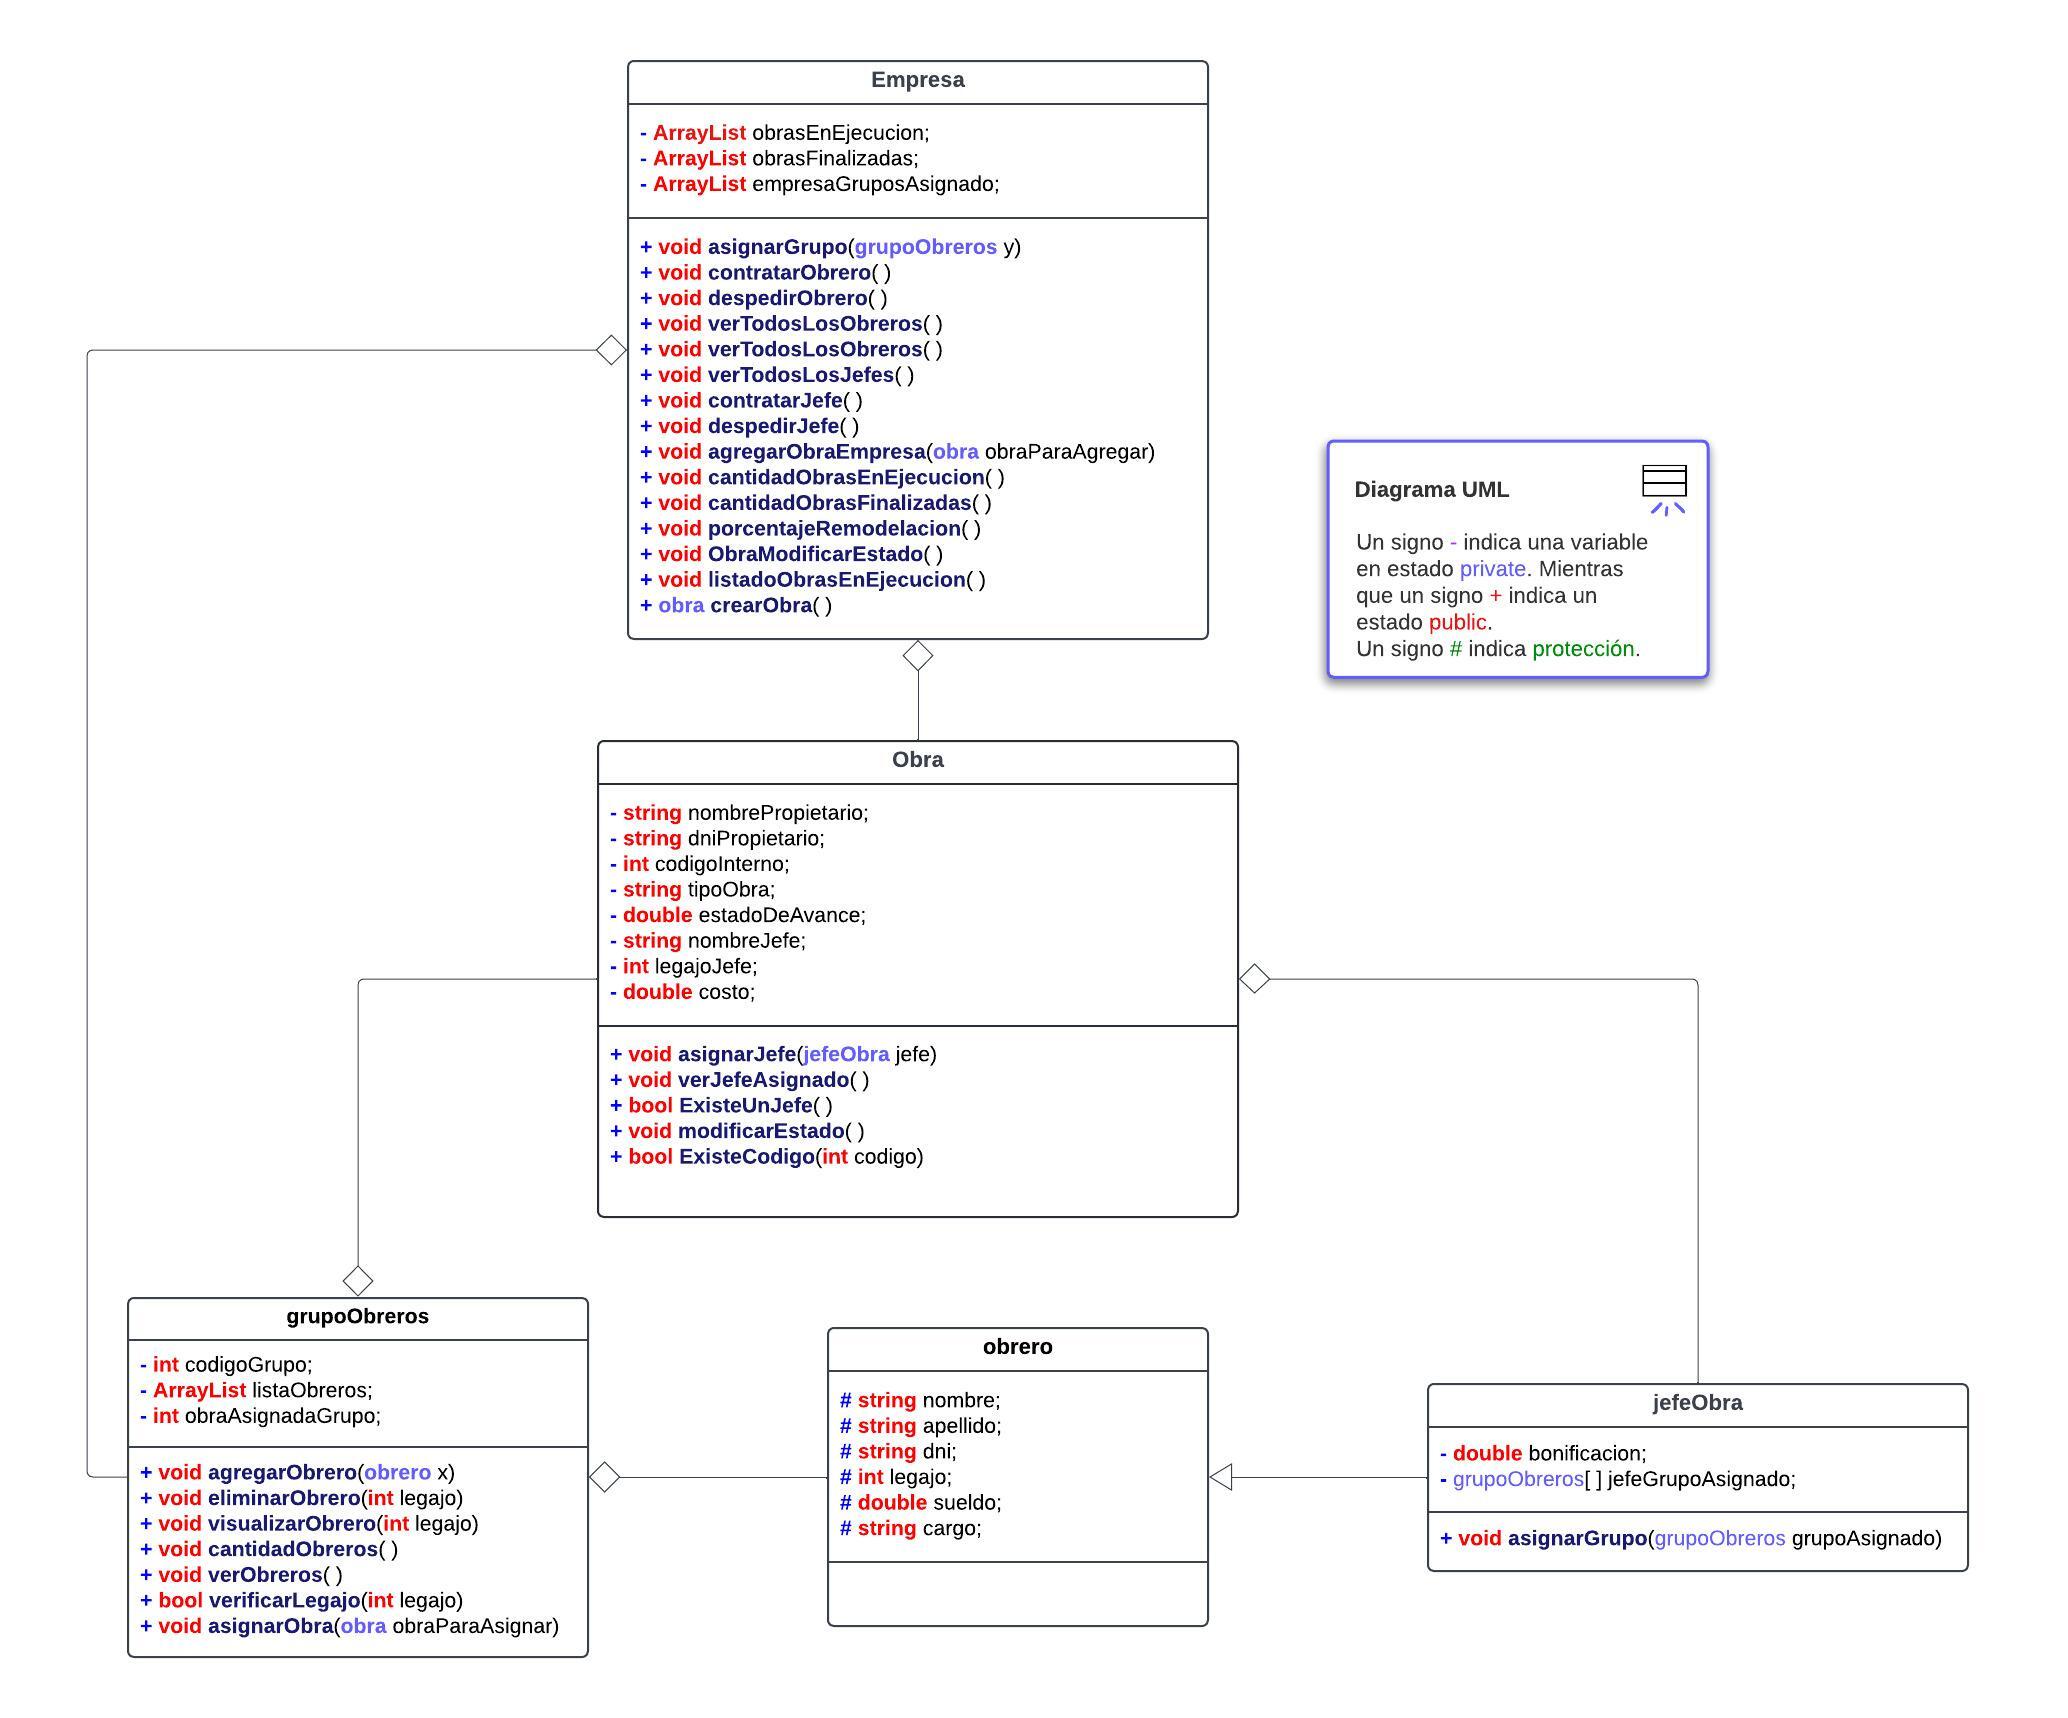 Empresa
- ArrayList obrasEnEjecucion;
- ArrayList obrasFinalizadas;
- ArrayList empresaGruposAsignado;
+ void asignarGrupo(grupoObreros y)
+ void contratarObrero( )
+ void despedirObrero( )
+ void verTodosLosObreros( )
+ void verTodosLosObreros( )
+ void verTodosLosJefes( )
+ void contratarJefe( )
+ void despedirJefe( )
+ void agregarObraEmpresa(obra obraParaAgregar)
+ void cantidadObrasEnEjecucion( )
+ void cantidadObrasFinalizadas( )
+ void porcentajeRemodelacion( )
+ void ObraModificarEstado( )
+ void listadoObrasEnEjecucion( )
+ obra crearObra( )
Diagrama UML
Un signo - indica una variable
en estado private. Mientras
que un signo + indica un
estado public.
Un signo # indica protección.
Obra
- string nombrePropietario;
- string dniPropietario;
- int codigoInterno;
- string tipoObra;
- double estadoDeAvance;
- string nombreJefe;
- int legajoJefe;
- double costo;
+ void asignarJefe(jefeObra jefe)
+ void verJefeAsignado( )
+ bool ExisteUnJefe( )
+ void modificarEstado( )
+ bool ExisteCodigo(int codigo)
grupoObreros
- int codigoGrupo;
- ArrayList listaObreros;
- int obraAsignadaGrupo;
+ void agregarObrero(obrero x)
+ void eliminarObrero(int legajo)
+ void visualizarObrero(int legajo)
+ void cantidadObreros( )
+ void verObreros( )
+ bool verificarLegajo(int legajo)
+ void asignarObra(obra obraParaAsignar)
obrero
# string nombre;
# string apellido;
# string dni;
# int legajo;
# double sueldo;
# string cargo;
jefeObra
- double bonificacion;
- grupoObreros[ ] jefeGrupoAsignado;
+ void asignarGrupo(grupoObreros grupoAsignado)